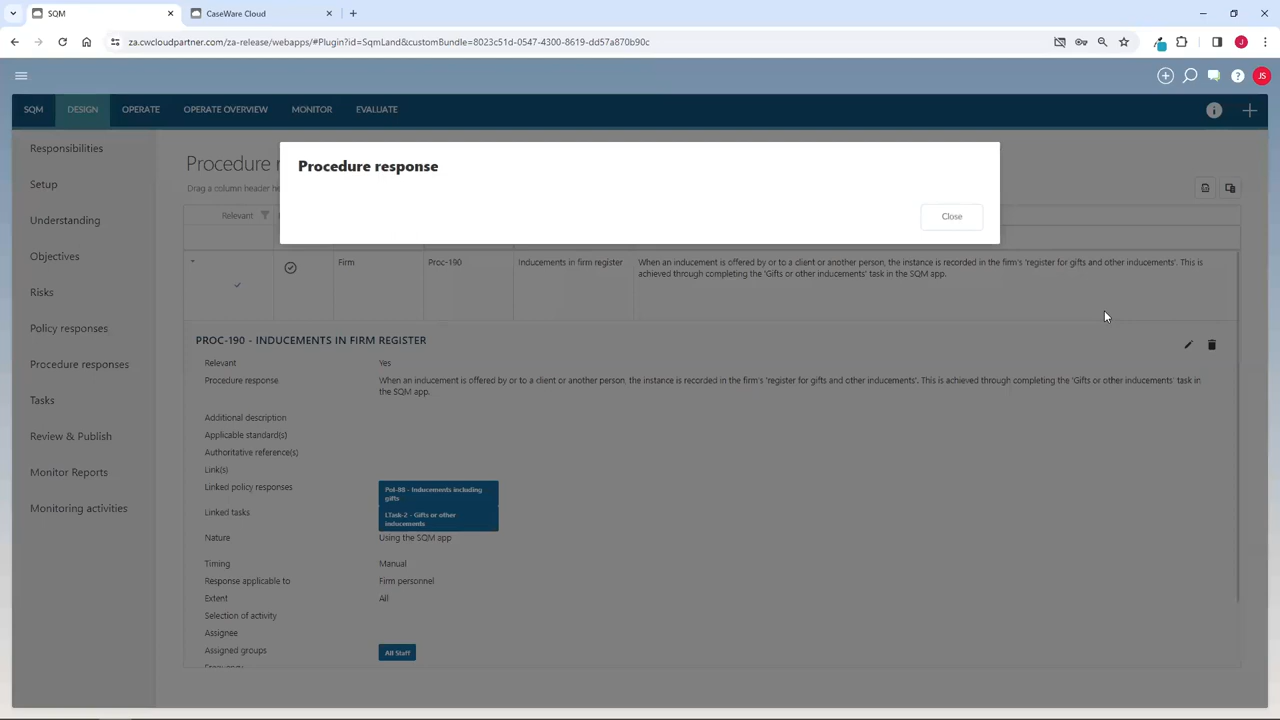 SQM
CaseWare Cloud
za.cwcloudpartner.com/za-release/webapps/#Plugin?id=SqmLand&customBundle=8023c51d-0547-4300-8619-dd57a870b90c
J
JS
SQM
DESIGN
OPERATE
OPERATE OVERVIEW
MONITOR
EVALUATE
Responsibilities
Setup
Understanding
Objectives
Risks
Policy responses
Procedure responses
Tasks
Review & Publish
Monitor Reports
Monitoring activities
Procedure r
Drag a column header he
Procedure response
Close
Relevant
Firm
Proc-190
Inducements in firm register
When an inducement is offered by or to a client or another person, the instance is recorded in the firm's 'register for gifts and other inducements'. This is
achieved through completing the 'Gifts or other inducements' task in the SQM app.
PROC-190 - INDUCEMENTS IN FIRM REGISTER
Relevant
Yes
Procedure response
When an inducement is offered by or to a client or another person, the instance is recorded in the firm's 'register for gifts and other inducements'. This is achieved through completing the 'Gifts or other inducements' task in
the SQM app.
Additional description
Applicable standard(s)
Authoritative reference(s)
Link(s)
Linked policy responses
Pol-88 - Inducements including
gifts
Linked tasks
LTask-2 - Gifts or other
inducements
Nature
Using the SQM app
Timing
Manual
Response applicable to
Firm personnel
Extent
All
Selection of activity
Assignee
Assigned groups
All Staff
Frequency